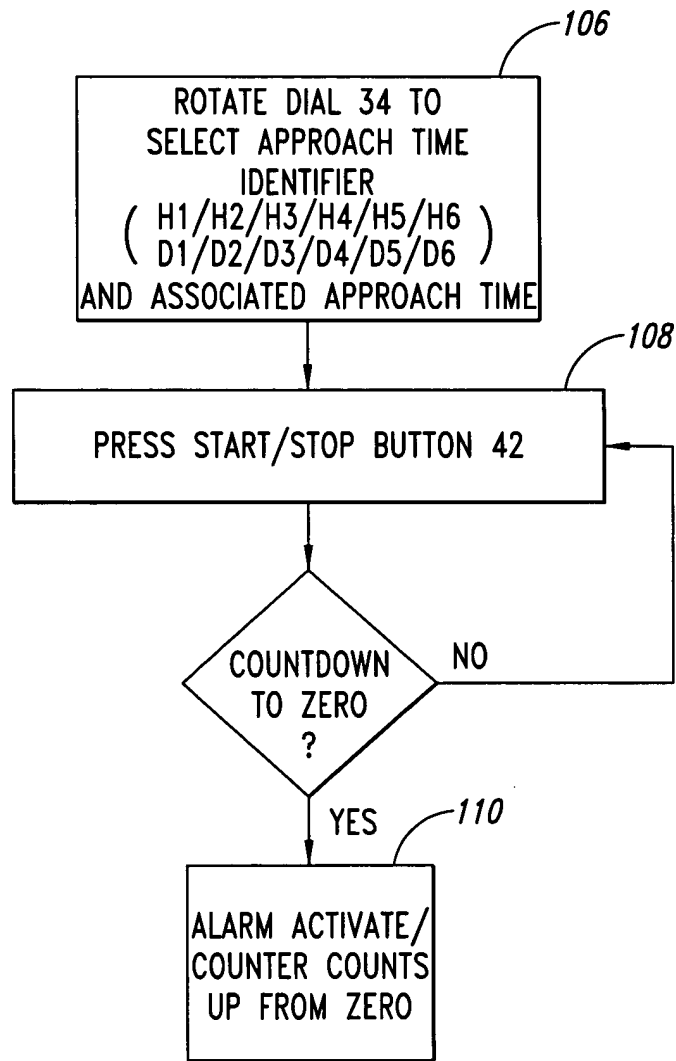 106
ROTATE DIAL 34 TO
SELECT APPROACH TIME
IDENTIFIER
( H1/H2/H3/H4/H5/H6
D1/D2/D3/D4/D5/D6 )
AND ASSOCIATED APPROACH TIME
108
PRESS START/STOP BUTTON 42
COUNTDOWN
TO ZERO
?
NO
YES
110
ALARM ACTIVATE/
COUNTER COUNTS
UP FROM ZERO